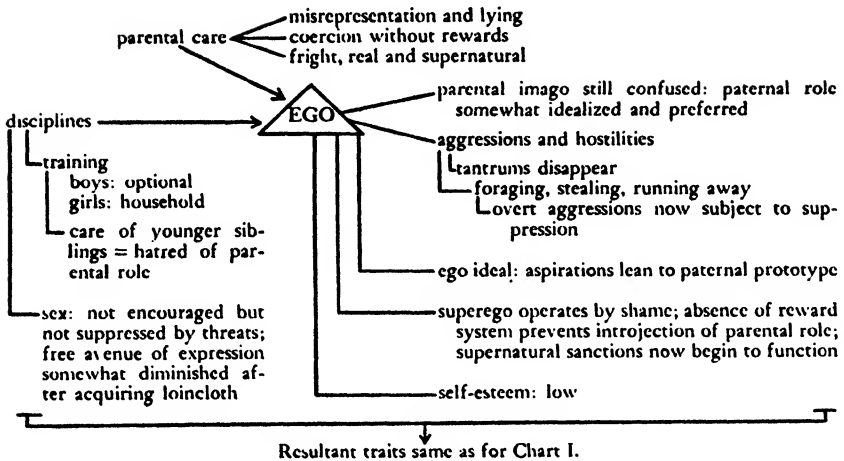 parental care
misrepresentation and lying
coercion without rewards
fright, real and supernatural
EGO
parental imago still confused: paternal role
somewhat idealized and preferred
aggressions and hostilities
tantrums disappear
foraging, stealing, running away
overt aggressions now subject to sup-
pression
disciplines
training
boys: optional
girls: household
care of younger sib-
lings = hatred of par-
ental role
sex: not encouraged but
not suppressed by threats;
free avenue of expression
somewhat diminished af-
ter acquiring loincloth
ego ideal: aspirations lean to paternal prototype
superego operates by shame; absence of reward
system prevents introjection of parental role;
supernatural sanctions now begin to function
self-esteem: low
Resultant traits same as for Chart I.